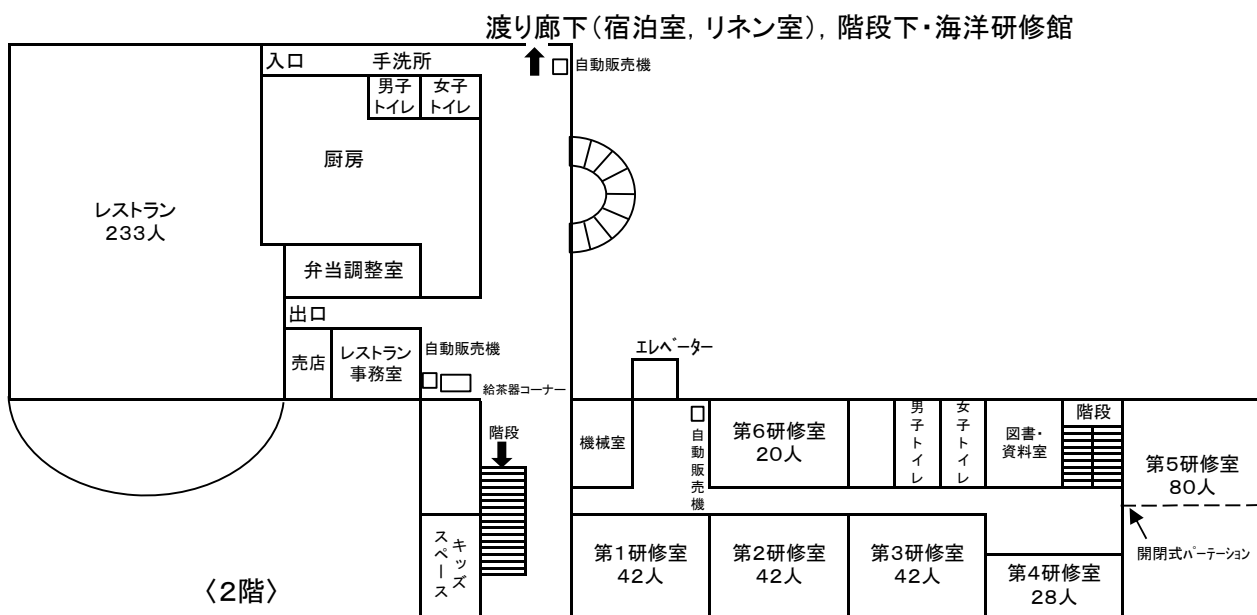 渡り廊下(宿泊室, リネン室), 階段下・海洋研修館
入口
手洗所
自動販売機
男子
トイレ
女子
トイレ
厨房
レストラン
233人
弁当調整室
出口
売店
レストラン
事務室
自動販売機
給茶器コーナー
エレベーター
階段
機械室
自動販売機
第6研修室
20人
男子トイレ
女子トイレ
図書・
資料室
階段
第5研修室
80人
開閉式パーテーション
キッズ
スペース
第1研修室
42人
第2研修室
42人
第3研修室
42人
第4研修室
28人
〈2階〉